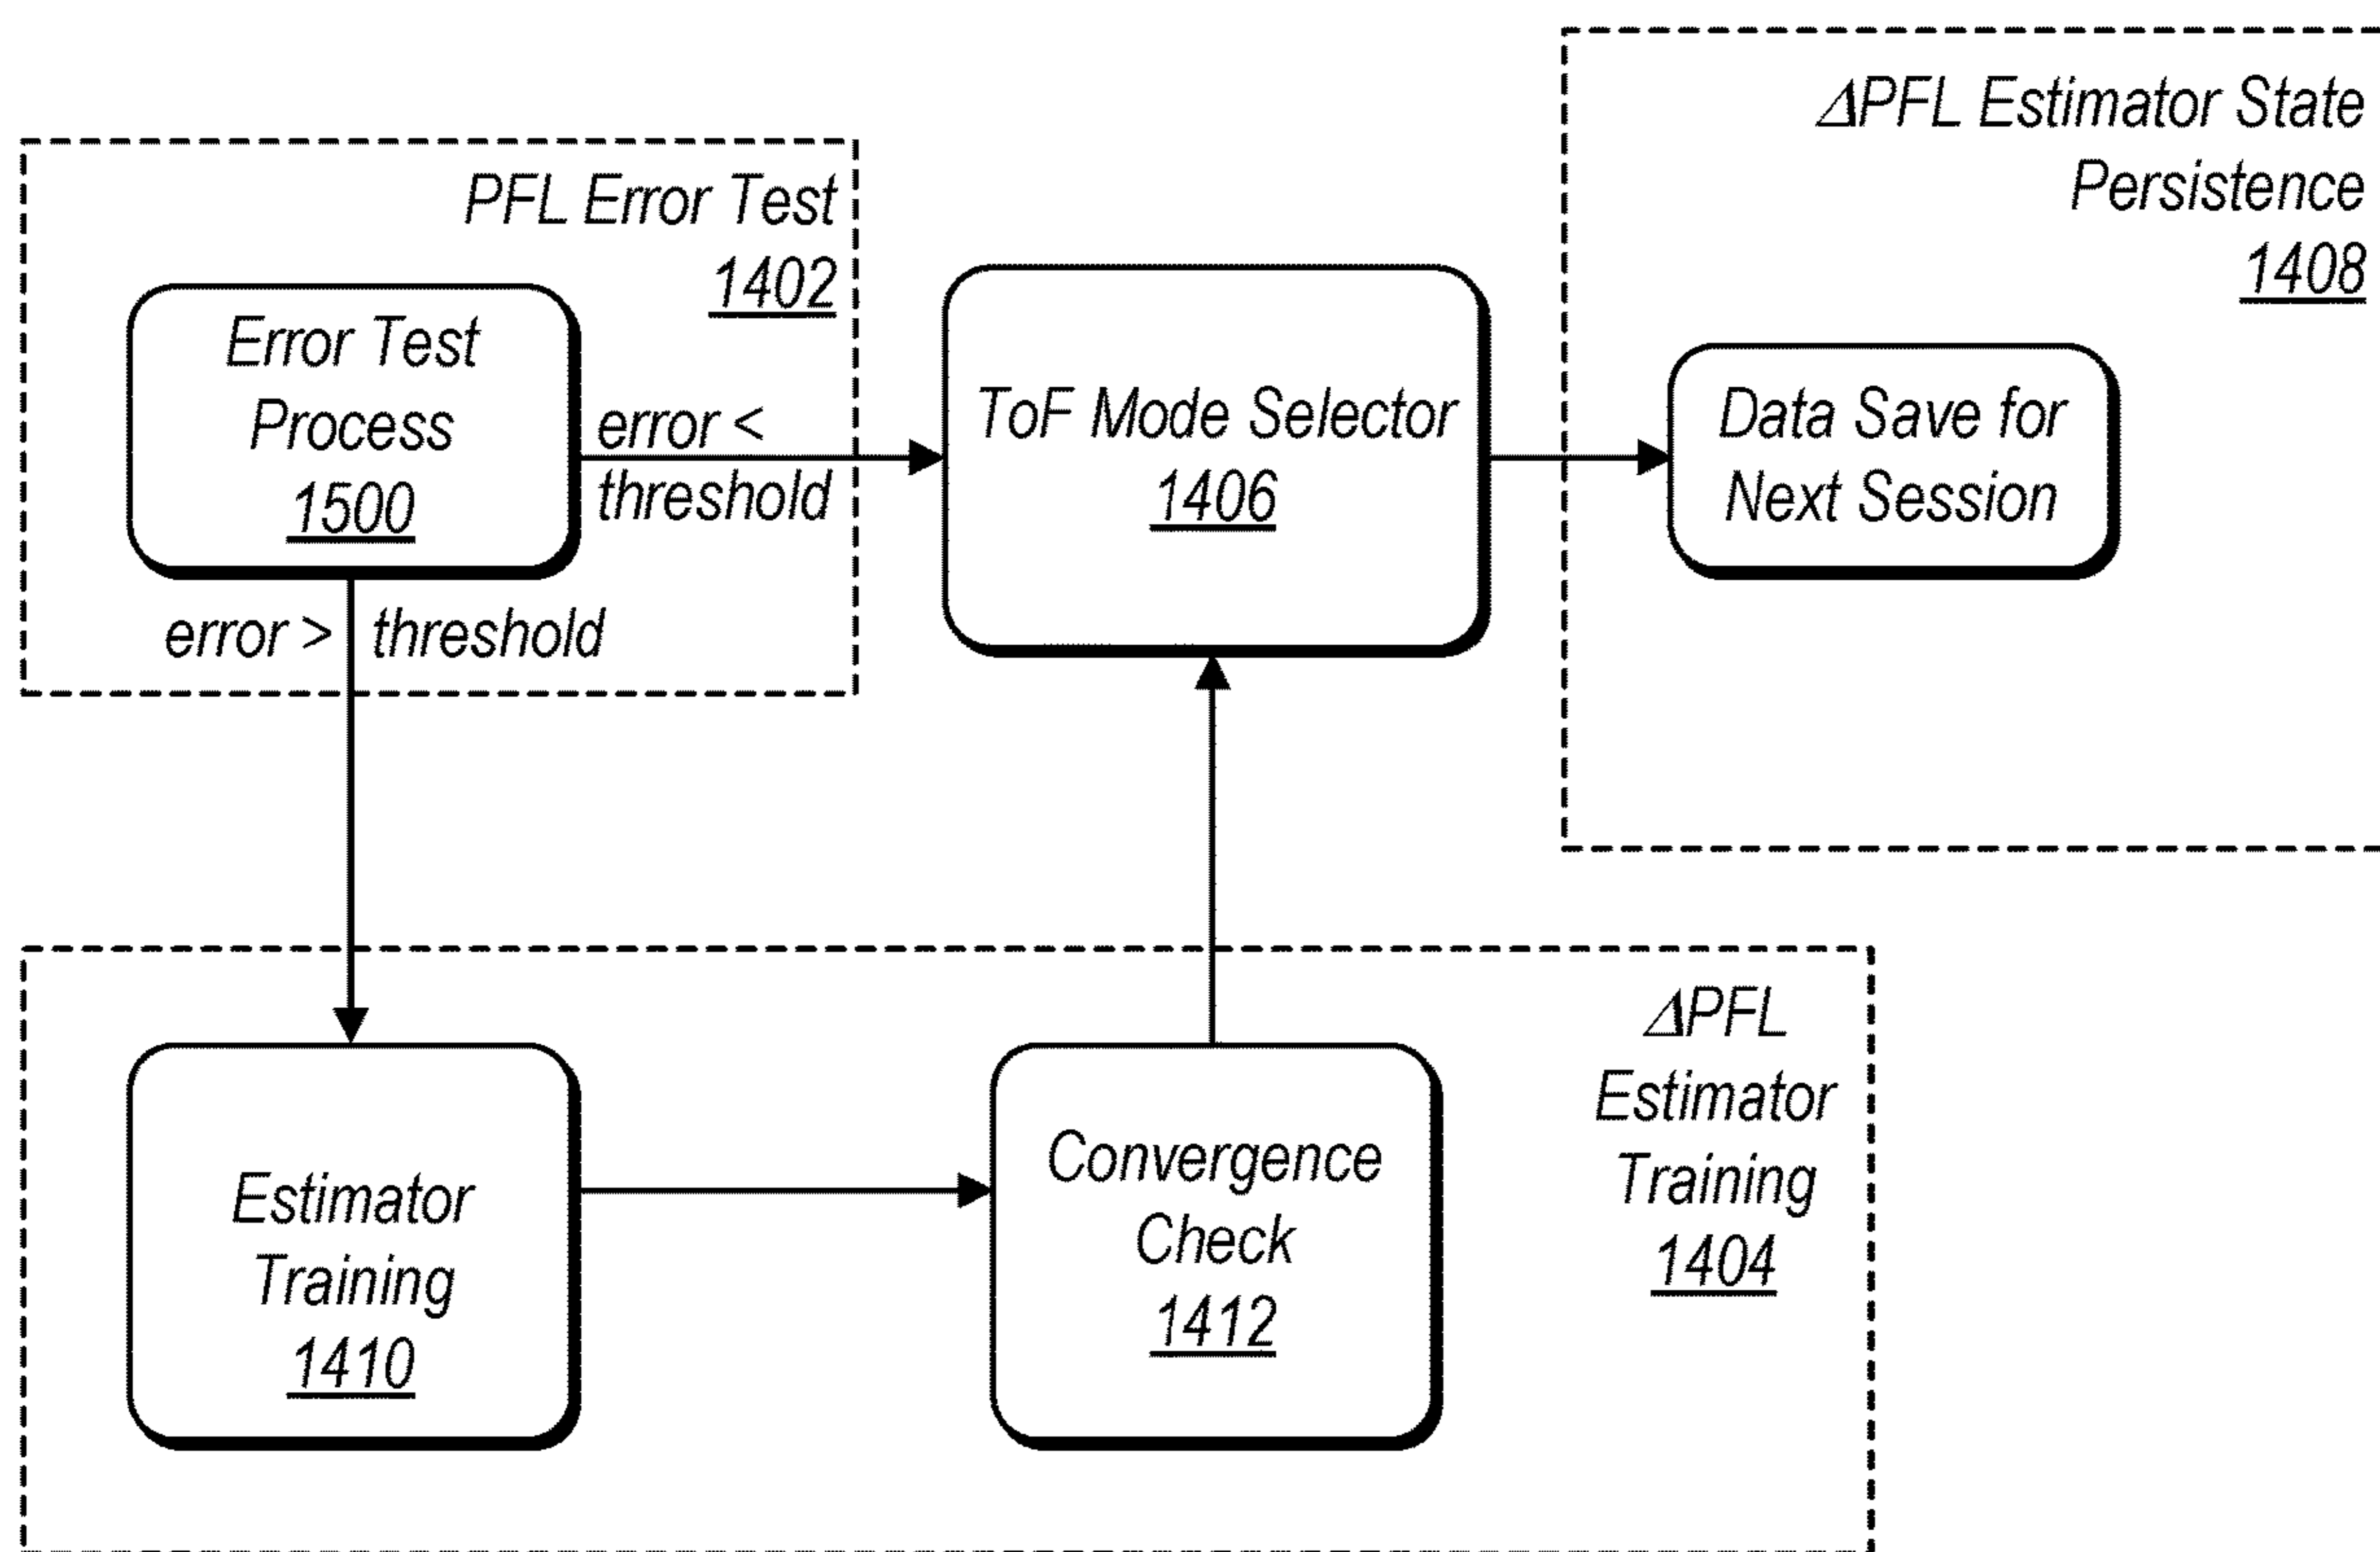 PFL Error Test
1402
Error Test
Process
1500
error <
threshold
error > threshold
ToF Mode Selector
1406
ΔPFL Estimator State
Persistence
1408
Data Save for
Next Session
Estimator
Training
1410
Convergence
Check
1412
ΔPFL
Estimator
Training
1404